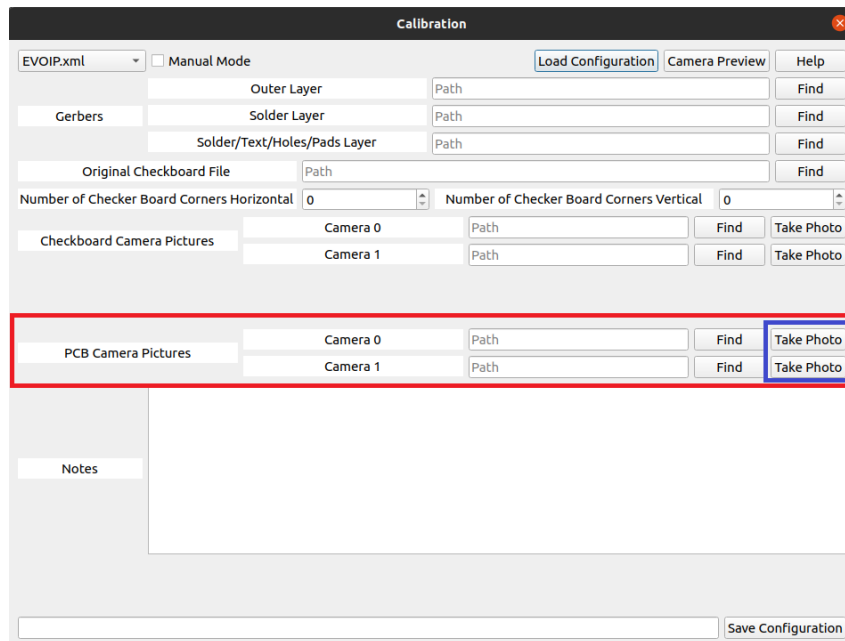 Calibration
EVOIP.xml Manual Mode Load Configuration Camera Preview Help
Outer Layer Path Find
Gerbers Solder Layer Path Find
Solder/Text/Holes/Pads Layer Path Find
Original Checkboard File Path Find
Number of Checker Board Corners Horizontal 0 Number of Checker Board Corners Vertical 0
Camera 0 Path Find Take Photo
Checkboard Camera Pictures
Camera 1 Path Find Take Photo
Camera 0 Path Find Take Photo
PCB Camera Pictures
Camera 1 Path Find Take Photo
Notes
Save Configuration